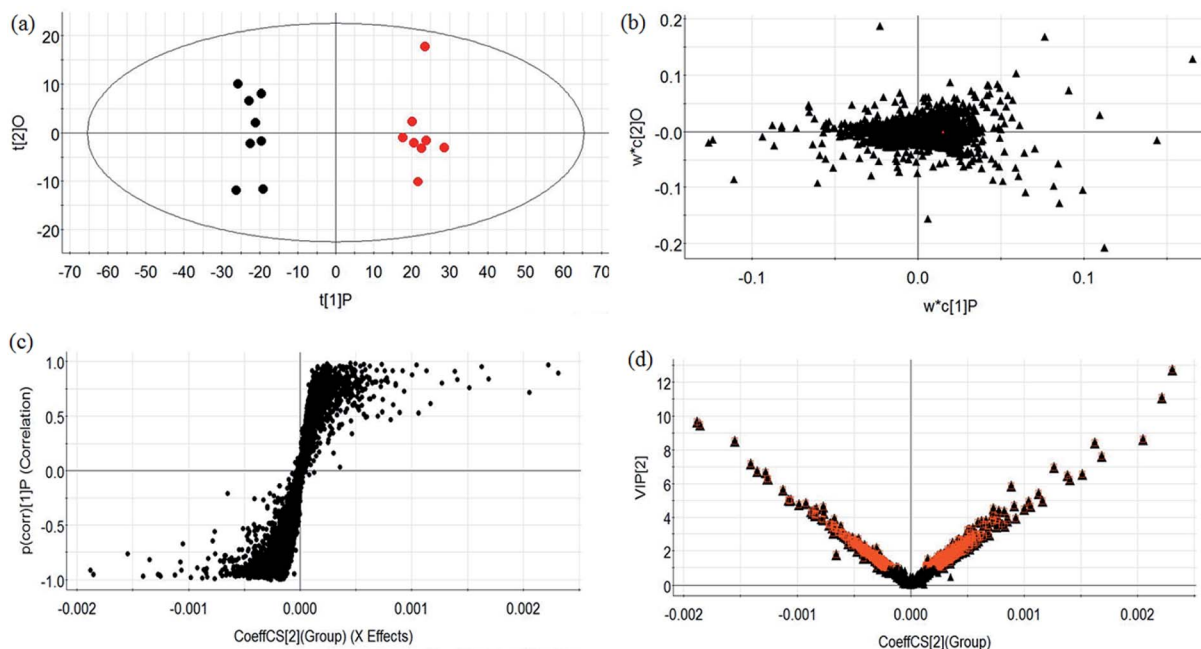 (a)
20
10
0
-10
-20
t[2]O
-70 -60 -50 -40 -30 -20 -10 0 10 20 30 40 50 60 70
t[1]P
(b)
0.2
0.1
-0.0
-0.1
-0.2
w*c[2]O
-0.1 0.0 0.1
w*c[1]P
(c)
1.0
0.5
0.0
-0.5
-1.0
p(corr)[1]P (Correlation)
-0.002 -0.001 0.000 0.001 0.002
CoeffCS[2](Group) (X Effects)
(d)
13
12
10
8
6
4
2
0
VIP[2]
-0.002 -0.001 0.000 0.001 0.002
CoeffCS[2](Group)